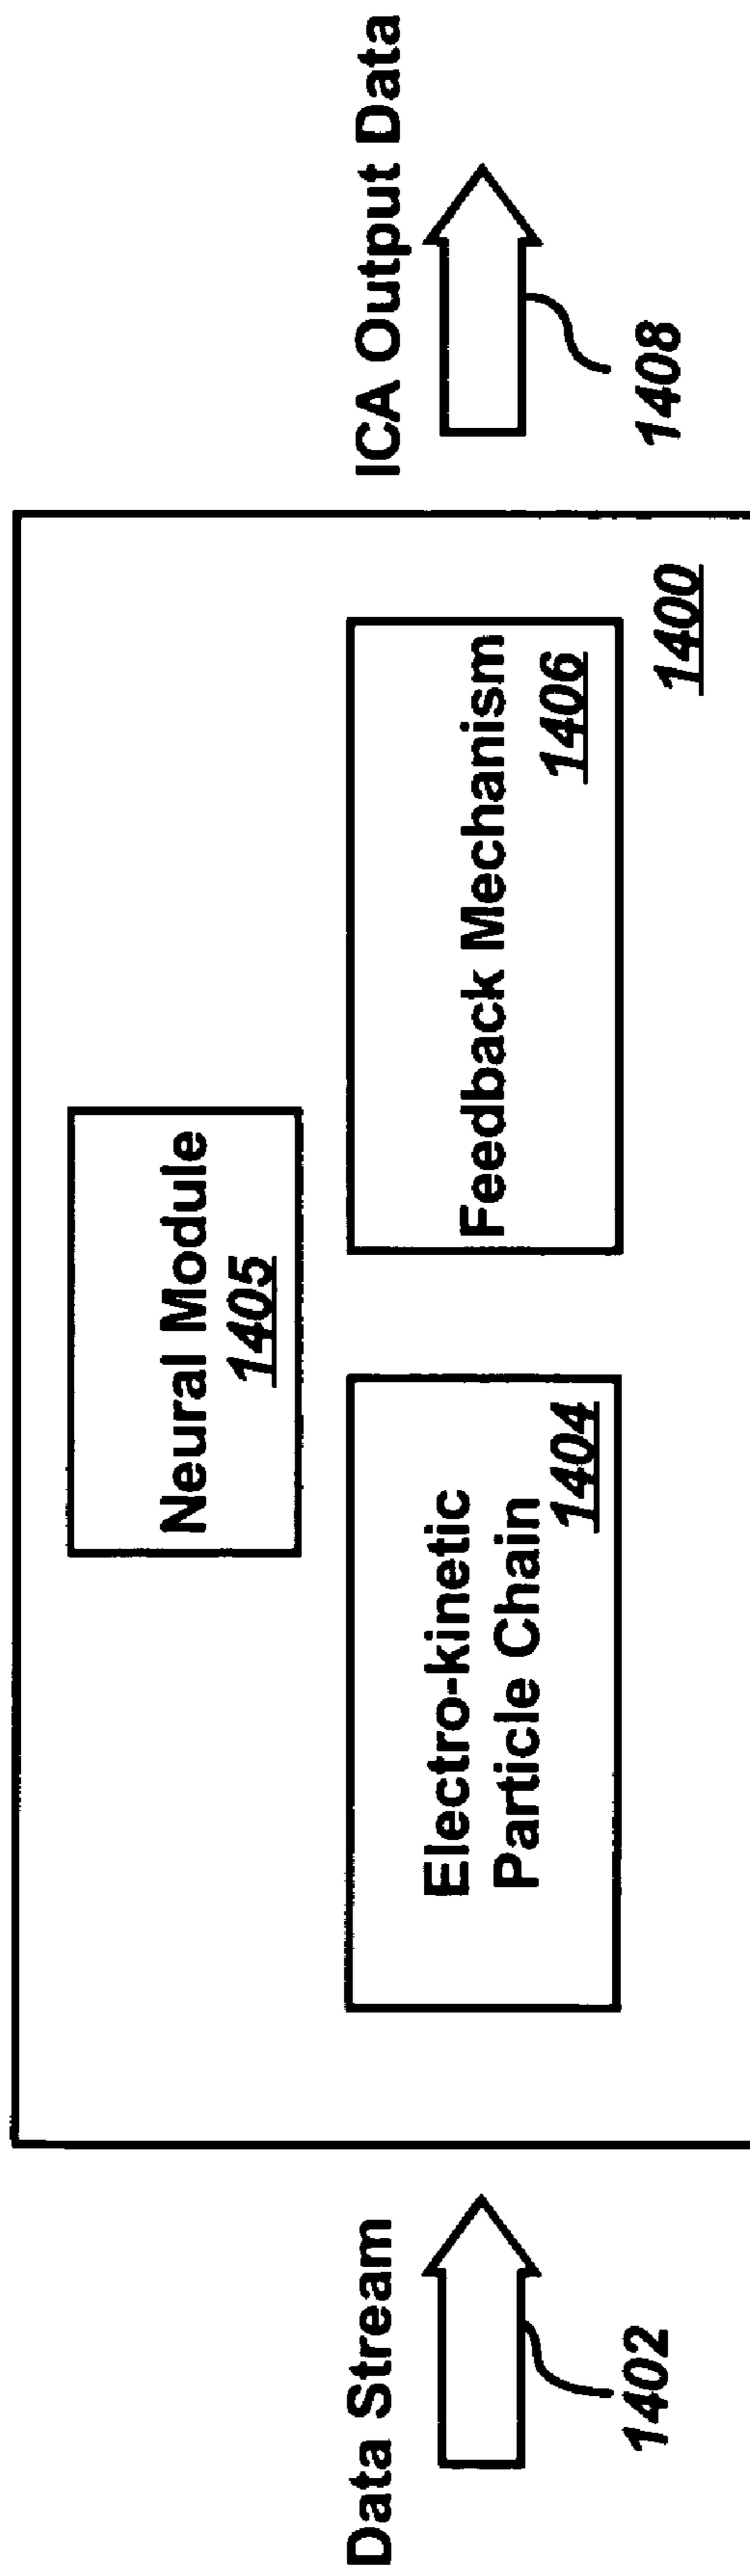 Data Stream
1402
Neural Module
1405
Electro-kinetic
Particle Chain
1404
Feedback Mechanism
1406
1400
ICA Output Data
1408